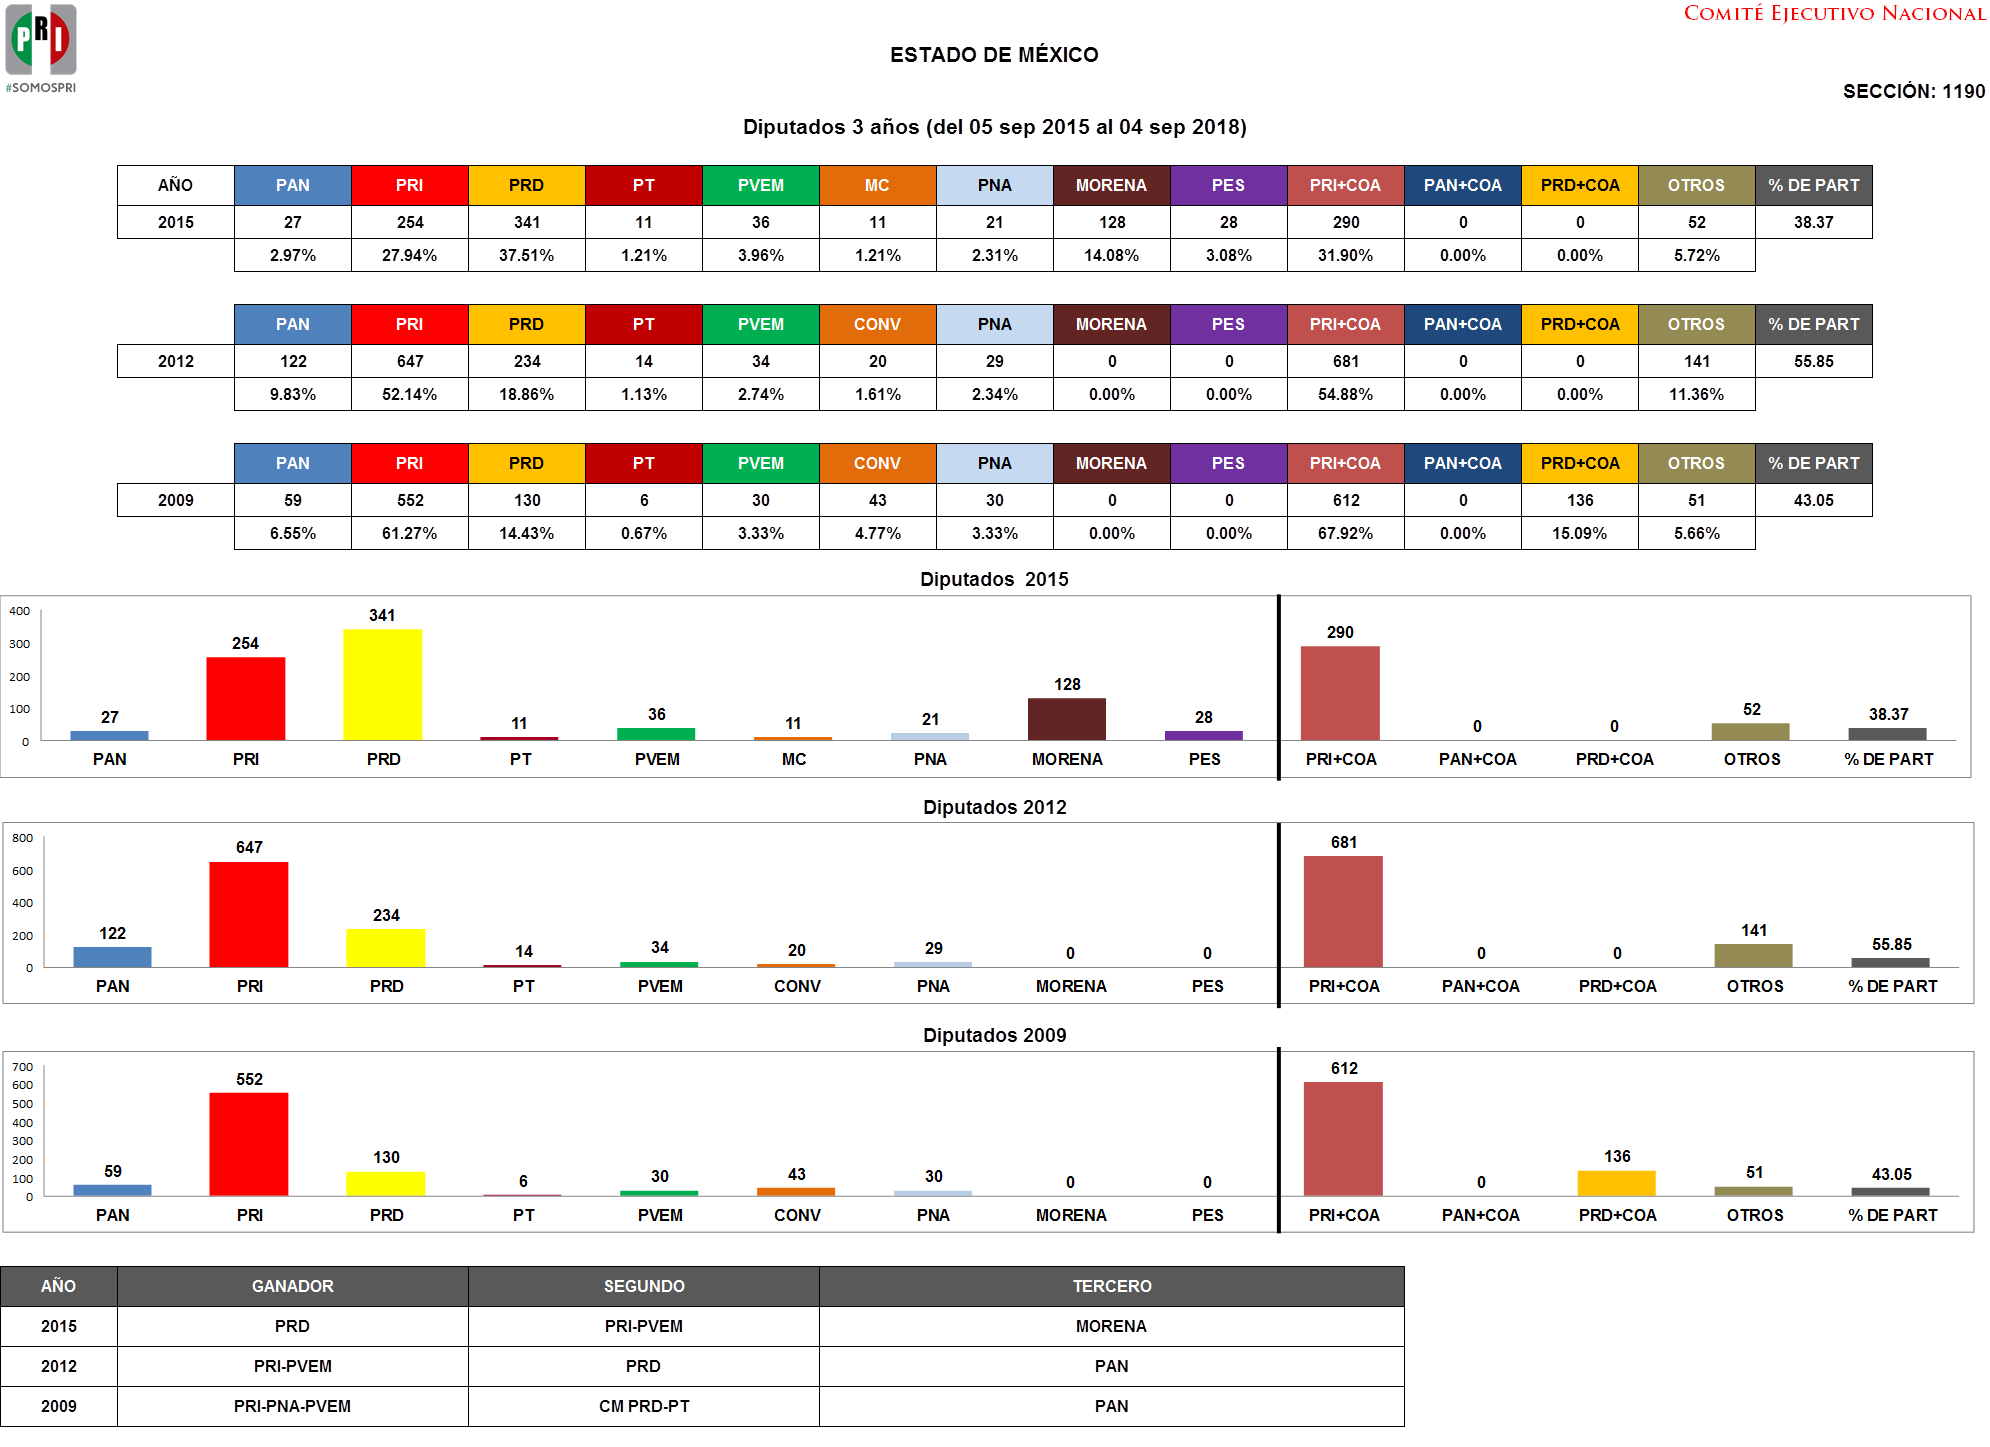 PRI
#SOMOSPRI
COMITÉ EJECUTIVO NACIONAL
ESTADO DE MÉXICO
SECCIÓN: 1190
Diputados 3 años (del 05 sep 2015 al 04 sep 2018)
AÑO PAN PRI PRD PT PVEM MC PNA MORENA PES PRI+COA PAN+COA PRD+COA OTROS % DE PART
2015 27 254 341 11 36 11 21 128 28 290 0 0 52 38.37
2.97% 27.94% 37.51% 1.21% 3.96% 1.21% 2.31% 14.08% 3.08% 31.90% 0.00% 0.00% 5.72%
PAN PRI PRD PT PVEM CONV PNA MORENA PES PRI+COA PAN+COA PRD+COA OTROS % DE PART
2012 122 647 234 14 34 20 29 0 0 681 0 0 141 55.85
9.83% 52.14% 18.86% 1.13% 2.74% 1.61% 2.34% 0.00% 0.00% 54.88% 0.00% 0.00% 11.36%
PAN PRI PRD PT PVEM CONV PNA MORENA PES PRI+COA PAN+COA PRD+COA OTROS % DE PART
2009 59 552 130 6 30 43 30 0 0 612 0 136 51 43.05
6.55% 61.27% 14.43% 0.67% 3.33% 4.77% 3.33% 0.00% 0.00% 67.92% 0.00% 15.09% 5.66%
Diputados 2015
400
300
200
100
0
27 254 341 11 36 11 21 128 28 290 0 0 52 38.37
PAN PRI PRD PT PVEM MC PNA MORENA PES PRI+COA PAN+COA PRD+COA OTROS % DE PART
Diputados 2012
800
600
400
200
0
122 647 234 14 34 20 29 0 0 681 0 0 141 55.85
PAN PRI PRD PT PVEM CONV PNA MORENA PES PRI+COA PAN+COA PRD+COA OTROS % DE PART
Diputados 2009
700
600
500
400
300
200
100
0
59 552 130 6 30 43 30 0 0 612 0 136 51 43.05
PAN PRI PRD PT PVEM CONV PNA MORENA PES PRI+COA PAN+COA PRD+COA OTROS % DE PART
AÑO GANADOR SEGUNDO TERCERO
2015 PRD PRI-PVEM MORENA
2012 PRI-PVEM PRD PAN
2009 PRI-PNA-PVEM CM PRD-PT PAN